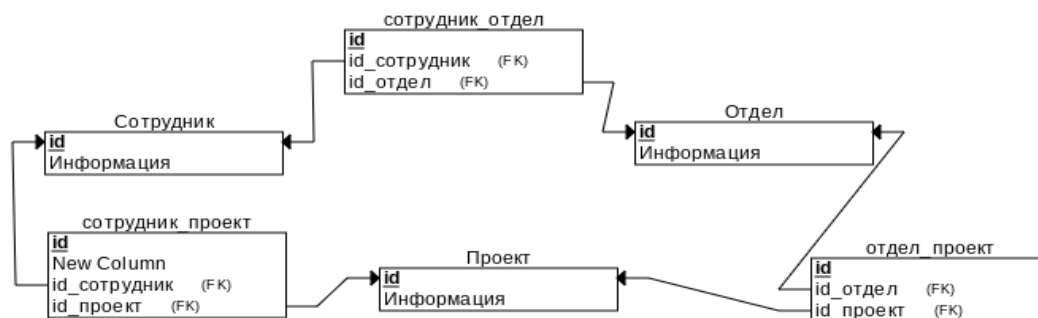 сотрудник_отдел
id
id_сотрудник (FK)
id_отдел (FK)
Сотрудник
id
Информация
Отдел
id
Информация
сотрудник_проект
id
New Column
id_сотрудник (FK)
id_проект (FK)
Проект
id
Информация
отдел_проект
id
id_отдел (FK)
id_проект (FK)